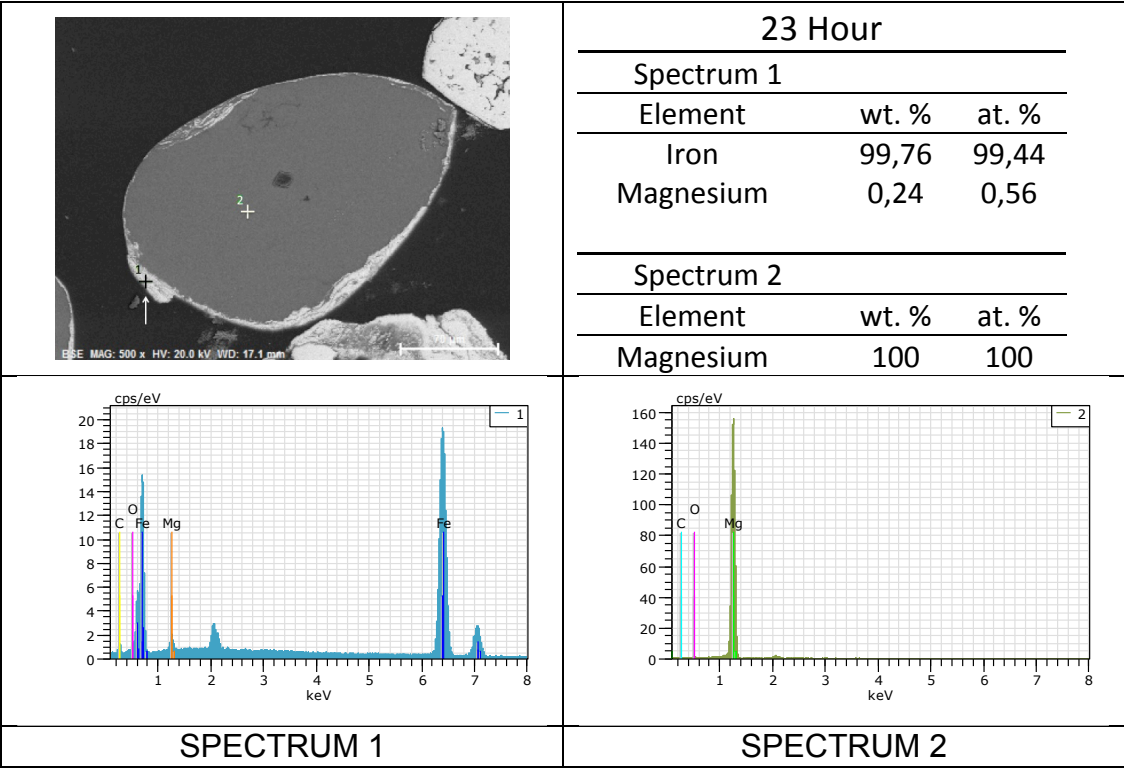 23 Hour
Spectrum 1
Element wt. % at. %
Iron 99,76 99,44
Magnesium 0,24 0,56
Spectrum 2
Element wt. % at. %
Magnesium 100 100
2
1
BSE MAG: 500 x HV: 20.0 kV WD: 17.1 mm
70 µm
cps/eV
1
20
18
16
14
12
10
8
6
4
2
0
C O Fe Mg Fe
1 2 3 4 5 6 7 8
keV
cps/eV
2
160
140
120
100
80
60
40
20
0
C O Mg
1 2 3 4 5 6 7 8
keV
SPECTRUM 1
SPECTRUM 2